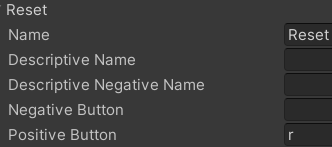 Reset
Name Reset
Descriptive Name
Descriptive Negative Name
Negative Button
Positive Button r